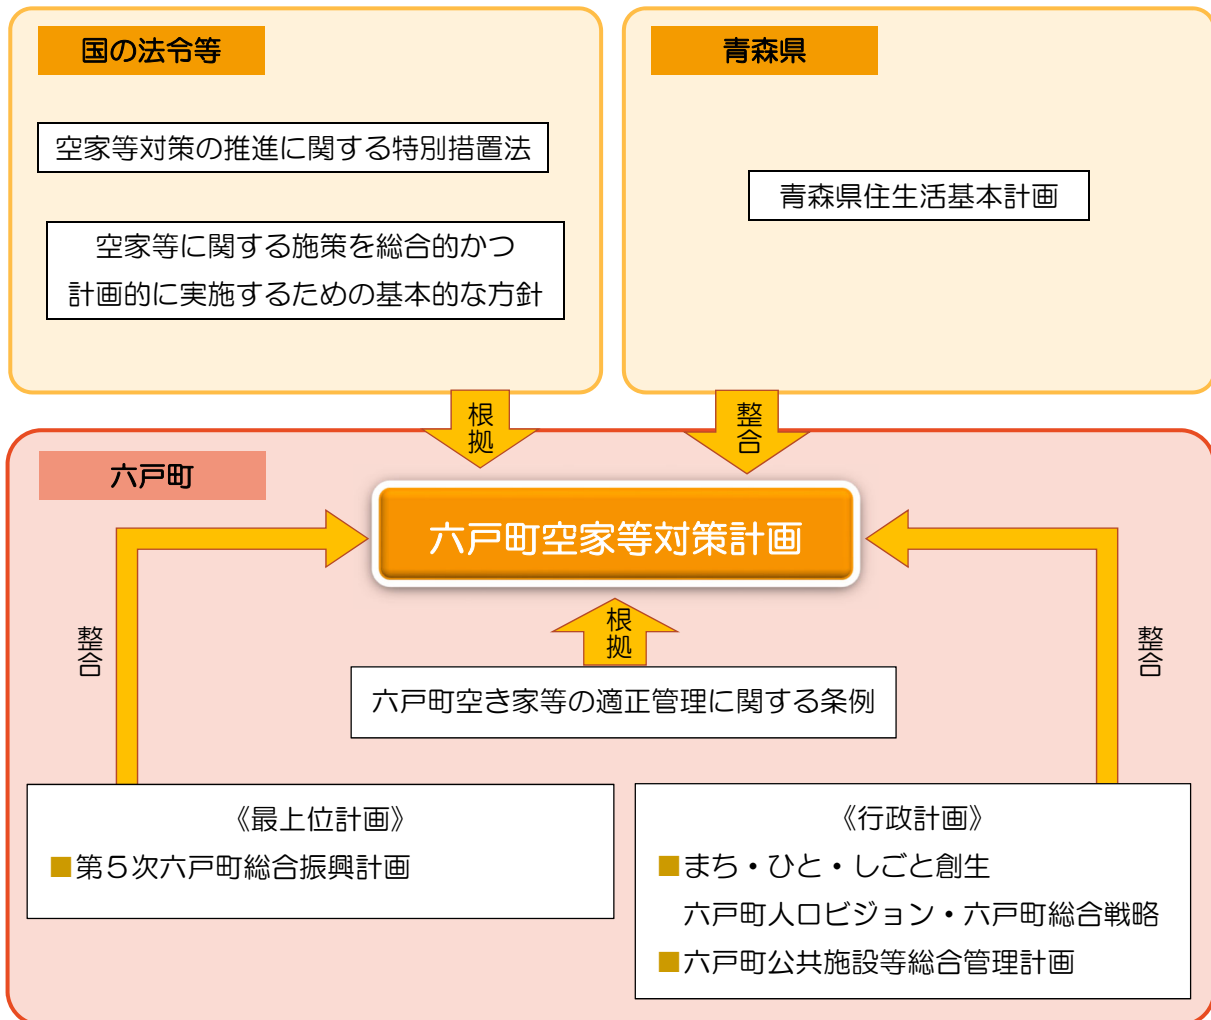 国の法令等
空家等対策の推進に関する特別措置法
空家等に関する施策を総合的かつ
計画的に実施するための基本的な方針
青森県
青森県住生活基本計画
根拠
整合
六戸町
六戸町空家等対策計画
整合
根拠
整合
六戸町空き家等の適正管理に関する条例
《最上位計画》
■第５次六戸町総合振興計画
《行政計画》
■まち・ひと・しごと創生
六戸町人口ビジョン・六戸町総合戦略
■六戸町公共施設等総合管理計画